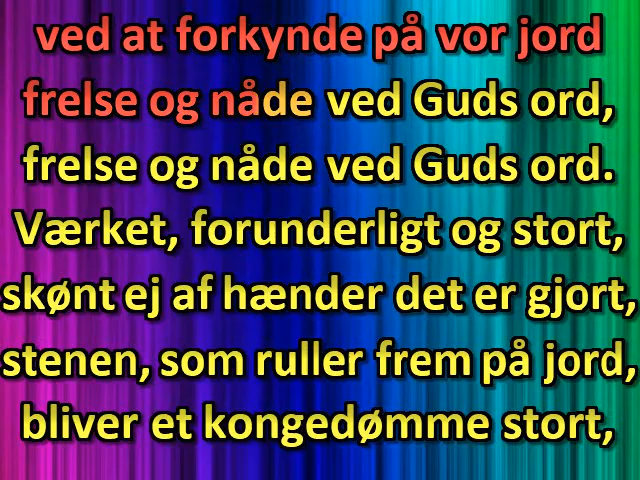 ved at forkynde på vor jord
frelse og nåde ved Guds ord,
frelse og nåde ved Guds ord.
Værket, forunderligt og stort,
skønt ej af hænder det er gjort,
stenen, som ruller frem på jord,
bliver et kongedømme stort,